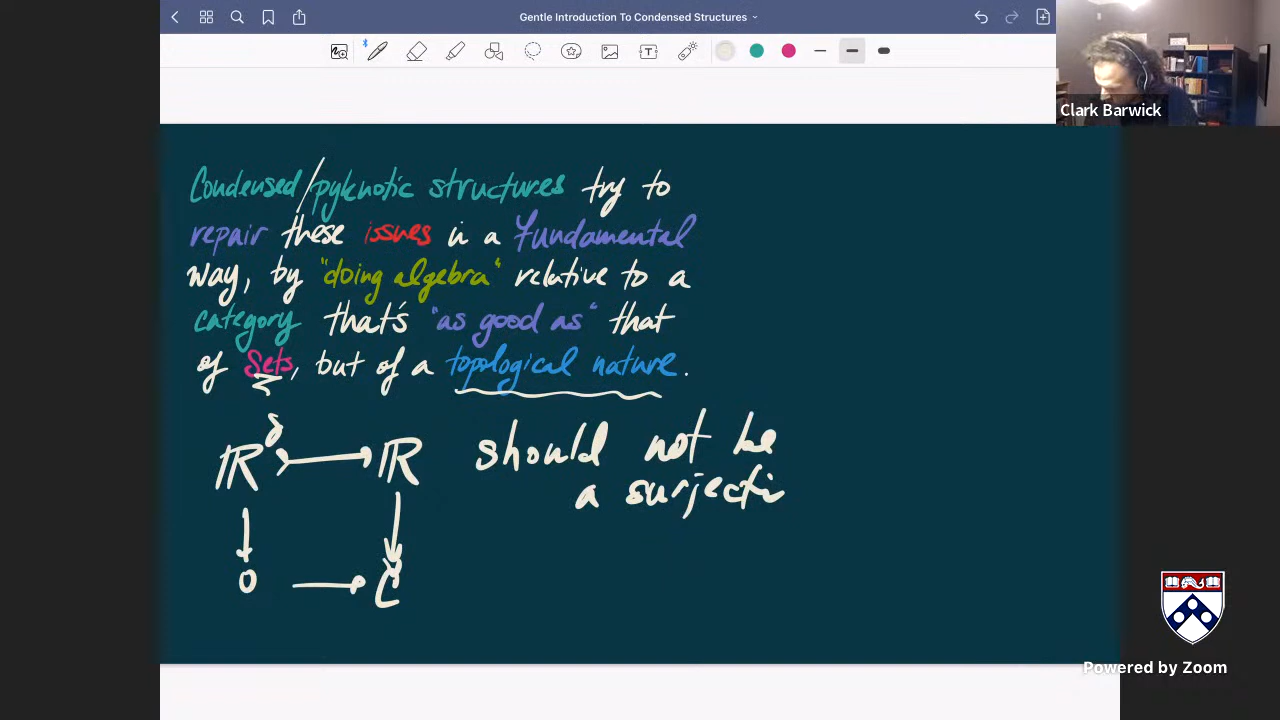 Gentle Introduction To Condensed Structures
Clark Barwick
Condensed/pyknotic structures try to
repair these issues in a fundamental
way, by "doing algebra" relative to a
category that's "as good as" that
of Sets, but of a topological nature.
ℝ^δ → ℝ should not be
a surjecti
0 → C
Powered by Zoom